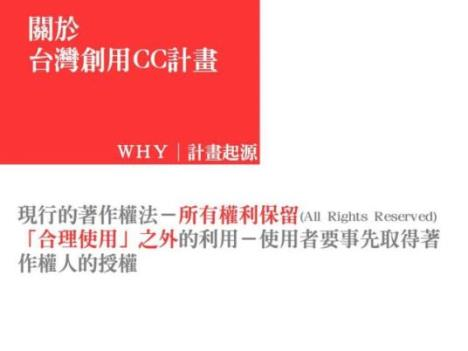 關於
台灣創用CC計畫
WHY｜計畫起源
現行的著作權法－所有權利保留(All Rights Reserved)
「合理使用」之外的利用－使用者要事先取得著
作權人的授權